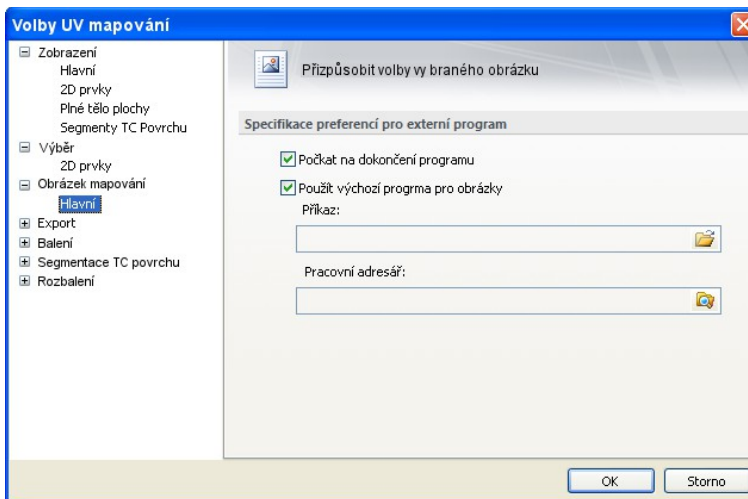 Volby UV mapování
Zobrazení
Hlavní
2D prvky
Plné tělo plochy
Segmenty TC Povrchu
Výběr
2D prvky
Obrázek mapování
Hlavní
Export
Balení
Segmentace TC povrchu
Rozbalení
Přizpůsobit volby vy braného obrázku
Specifikace preferencí pro externí program
Počkat na dokončení programu
Použít výchozí progrma pro obrázky
Příkaz:
Pracovní adresář:
OK
Storno